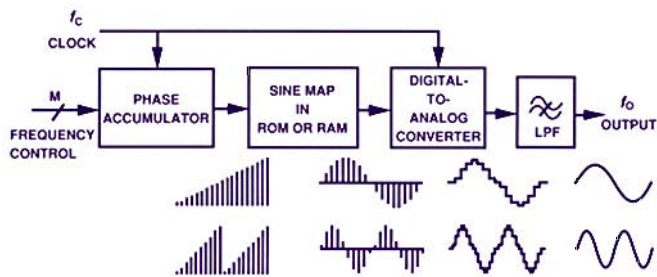 fC
CLOCK
M
FREQUENCY
CONTROL
PHASE
ACCUMULATOR
SINE MAP
IN
ROM OR RAM
DIGITAL-
TO-
ANALOG
CONVERTER
LPF
fO
OUTPUT